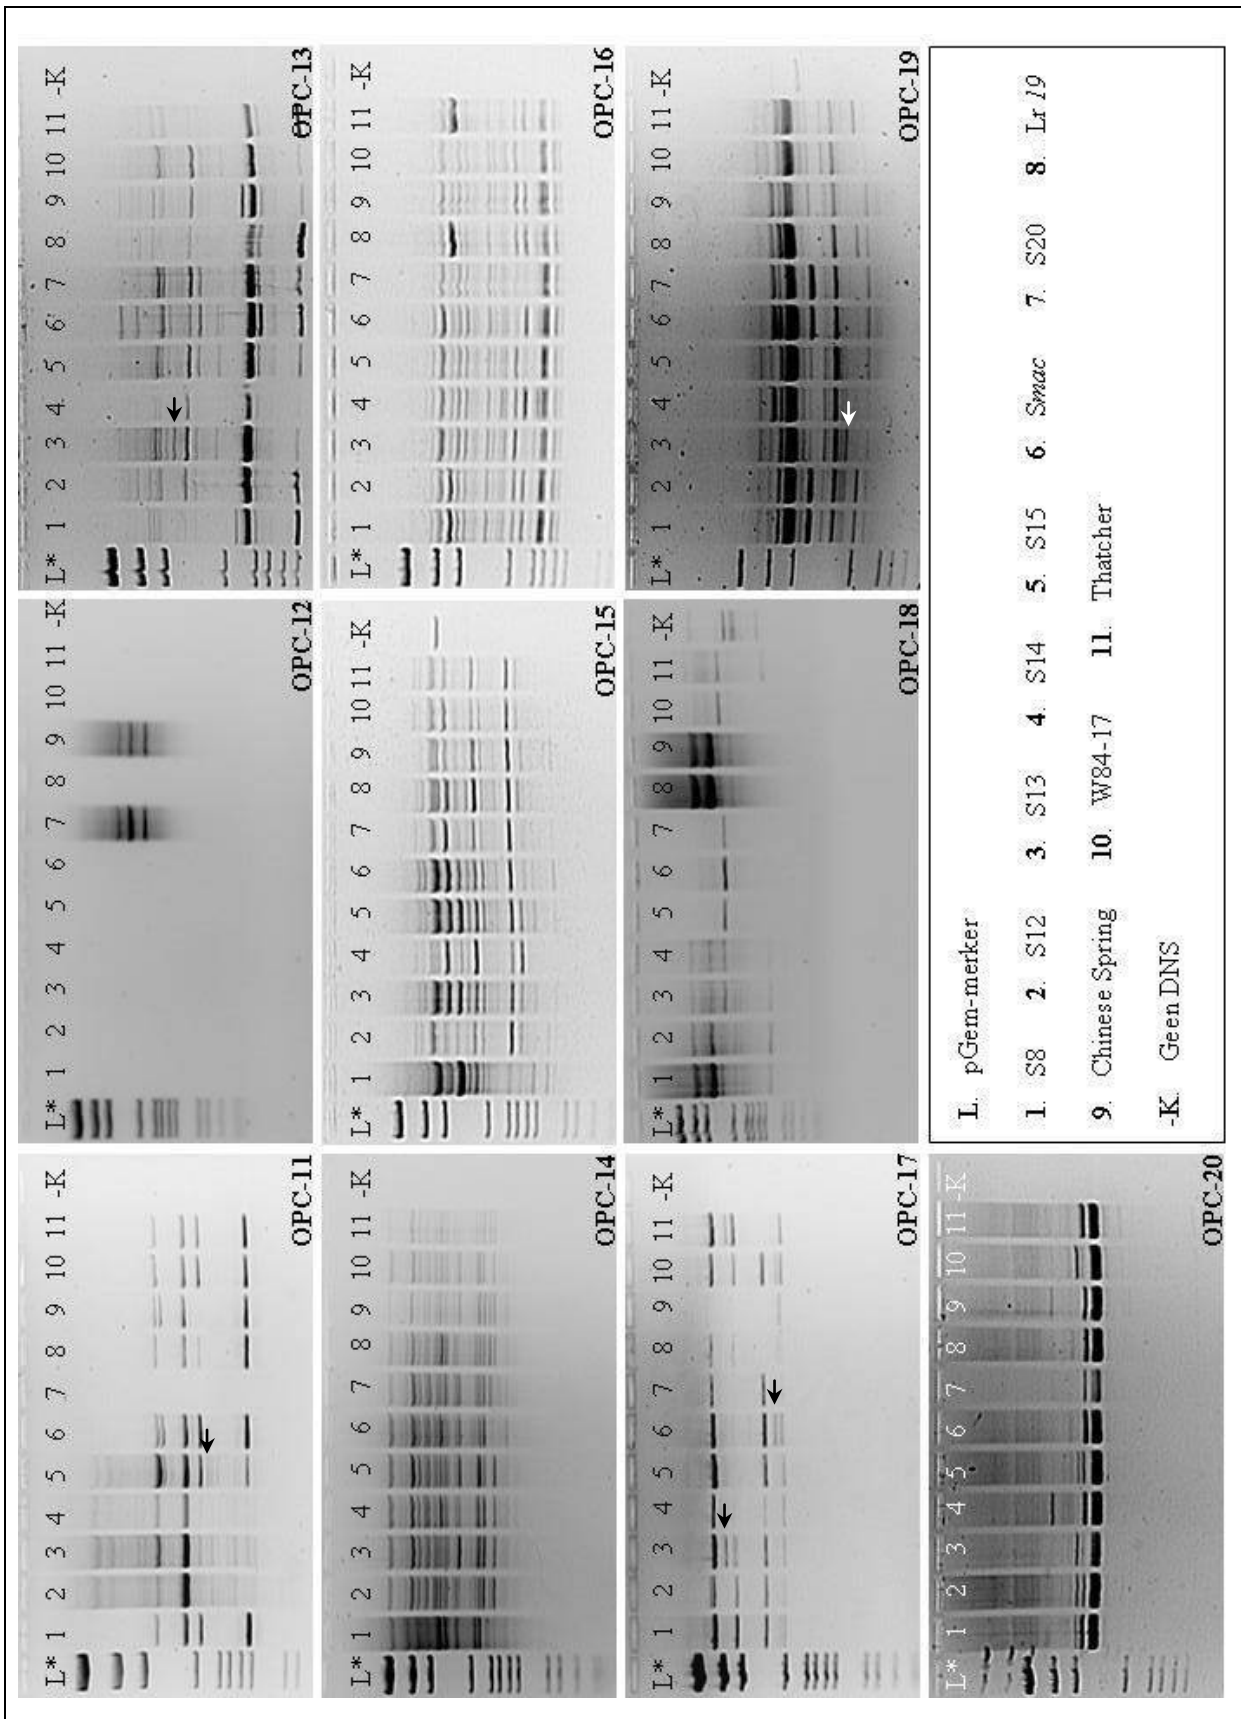 L* 1 2 3 4 5 6 7 8 9 10 11 -K
OPC-11
L* 1 2 3 4 5 6 7 8 9 10 11 -K
OPC-12
L* 1 2 3 4 5 6 7 8 9 10 11 -K
OPC-13
L* 1 2 3 4 5 6 7 8 9 10 11 -K
OPC-14
L* 1 2 3 4 5 6 7 8 9 10 11 -K
OPC-15
L* 1 2 3 4 5 6 7 8 9 10 11 -K
OPC-16
L* 1 2 3 4 5 6 7 8 9 10 11 -K
OPC-17
L* 1 2 3 4 5 6 7 8 9 10 11 -K
OPC-18
L* 1 2 3 4 5 6 7 8 9 10 11 -K
OPC-19
L* 1 2 3 4 5 6 7 8 9 10 11 -K
OPC-20
L. pGem-merker
1. S8 2. S12 3. S13 4. S14 5. S15 6. Smac 7. S20 8. Lr 19
9. Chinese Spring 10. W84-17 11. Thatcher
-K. Geen DNS